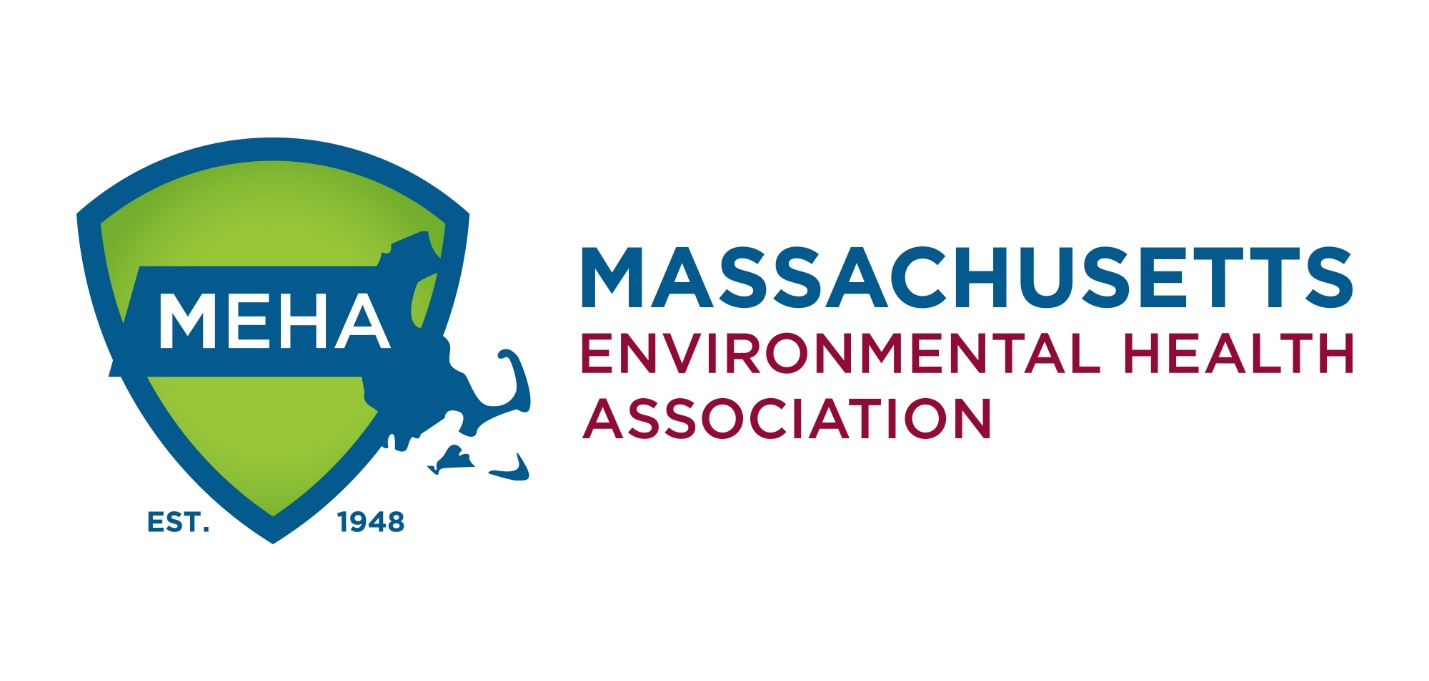 MEHA
EST. 1948
MASSACHUSETTS
ENVIRONMENTAL HEALTH
ASSOCIATION